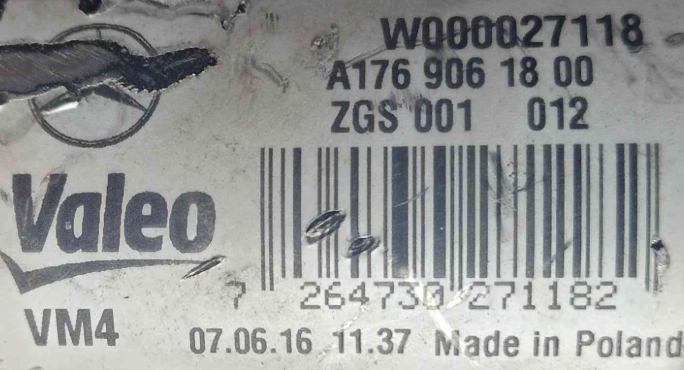 W000027118
A176 906 18 00
ZGS 001 012
Valeo
7 264730 271182
VM4
07.06.16 11.37 Made in Poland